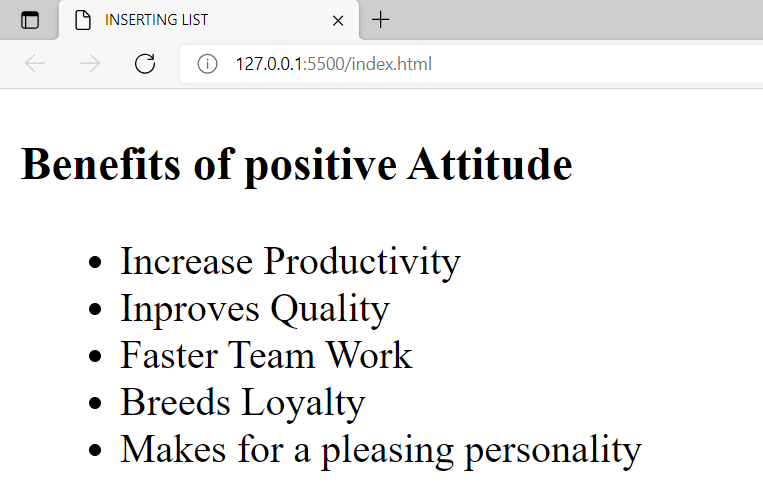 INSERTING LIST
127.0.0.1:5500/index.html
Benefits of positive Attitude
Increase Productivity
Inproves Quality
Faster Team Work
Breeds Loyalty
Makes for a pleasing personality